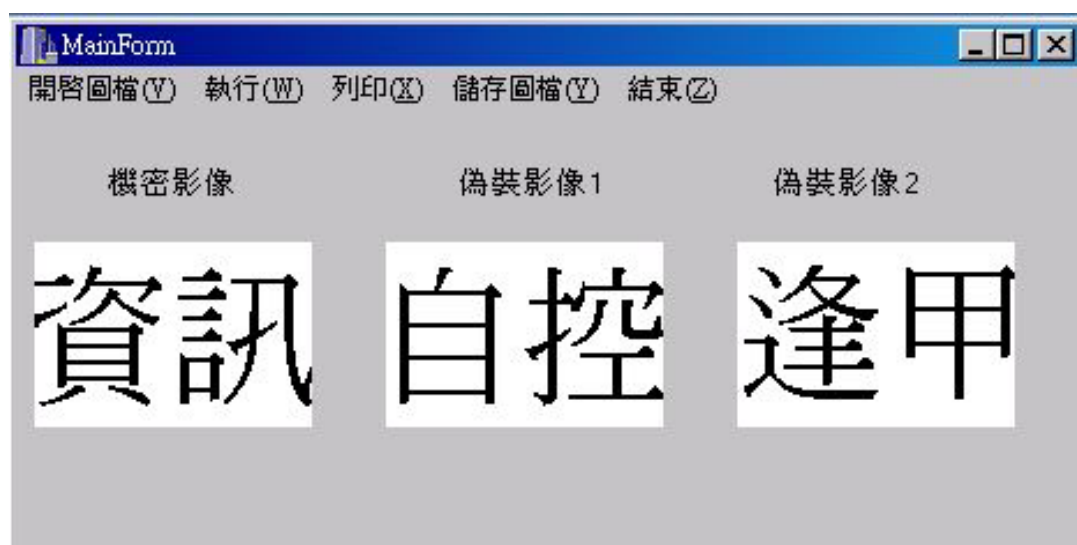 MainForm
開啓圖檔(V) 執行(W) 列印(X) 儲存圖檔(Y) 結束(Z)
機密影像 偽裝影像1 偽裝影像2
資訊 自控 逢甲